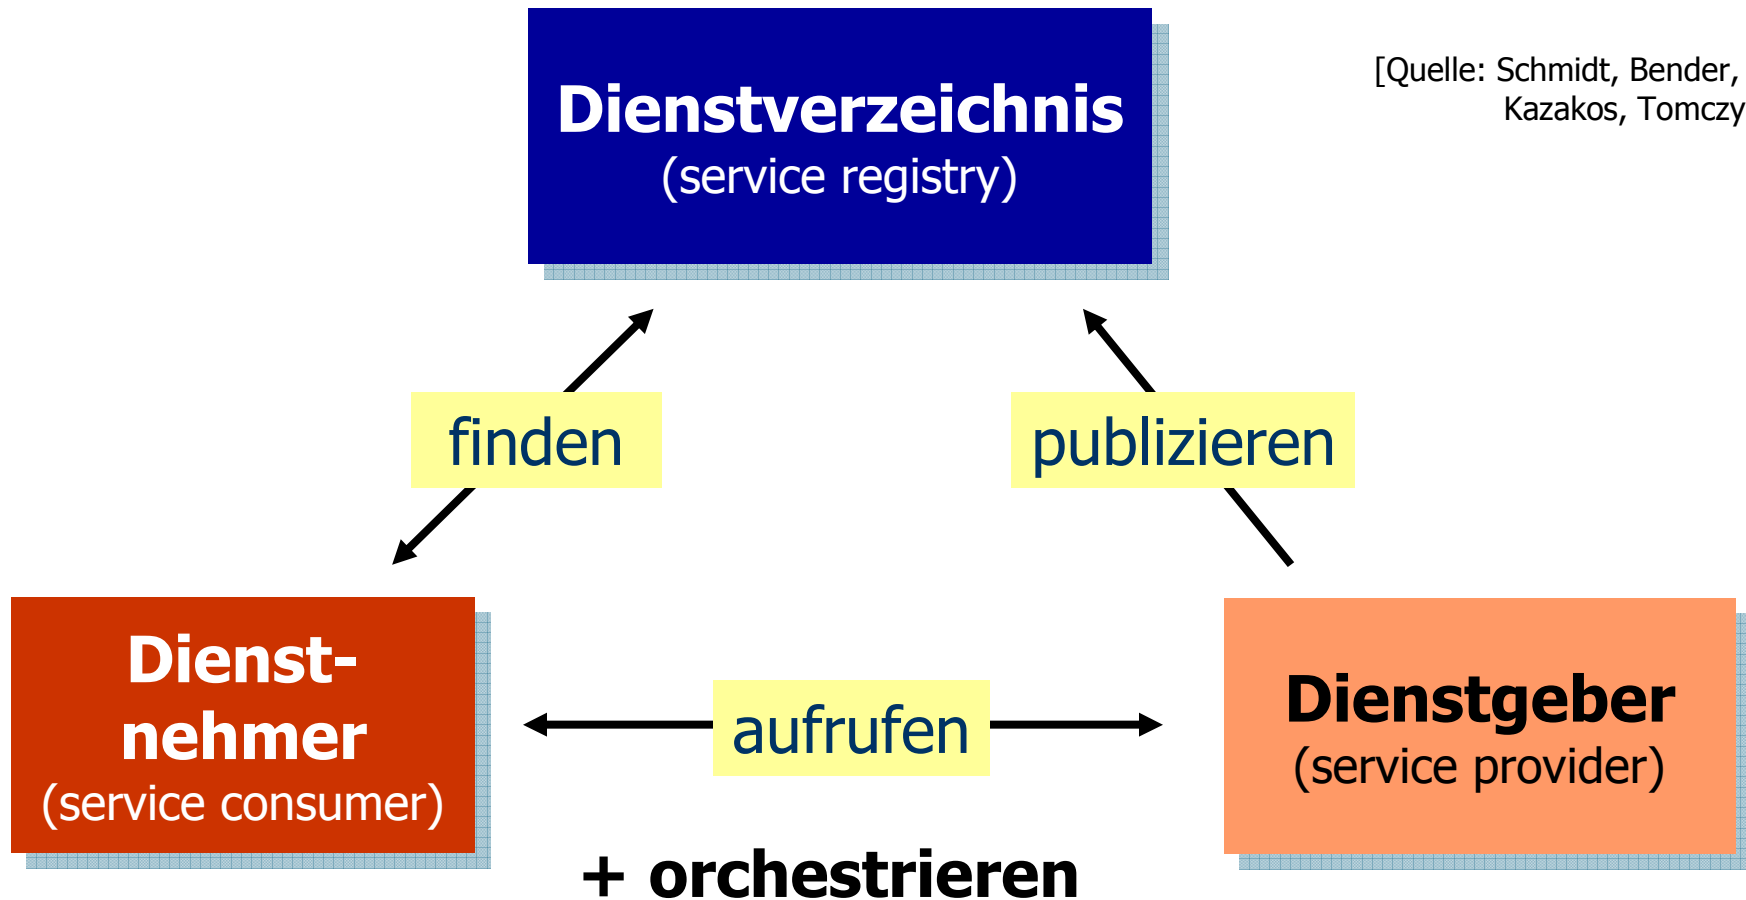 Dienstverzeichnis
(service registry)
[Quelle: Schmidt, Bender,
Kazakos, Tomczy
finden
publizieren
Dienst-
nehmer
(service consumer)
aufrufen
Dienstgeber
(service provider)
+ orchestrieren